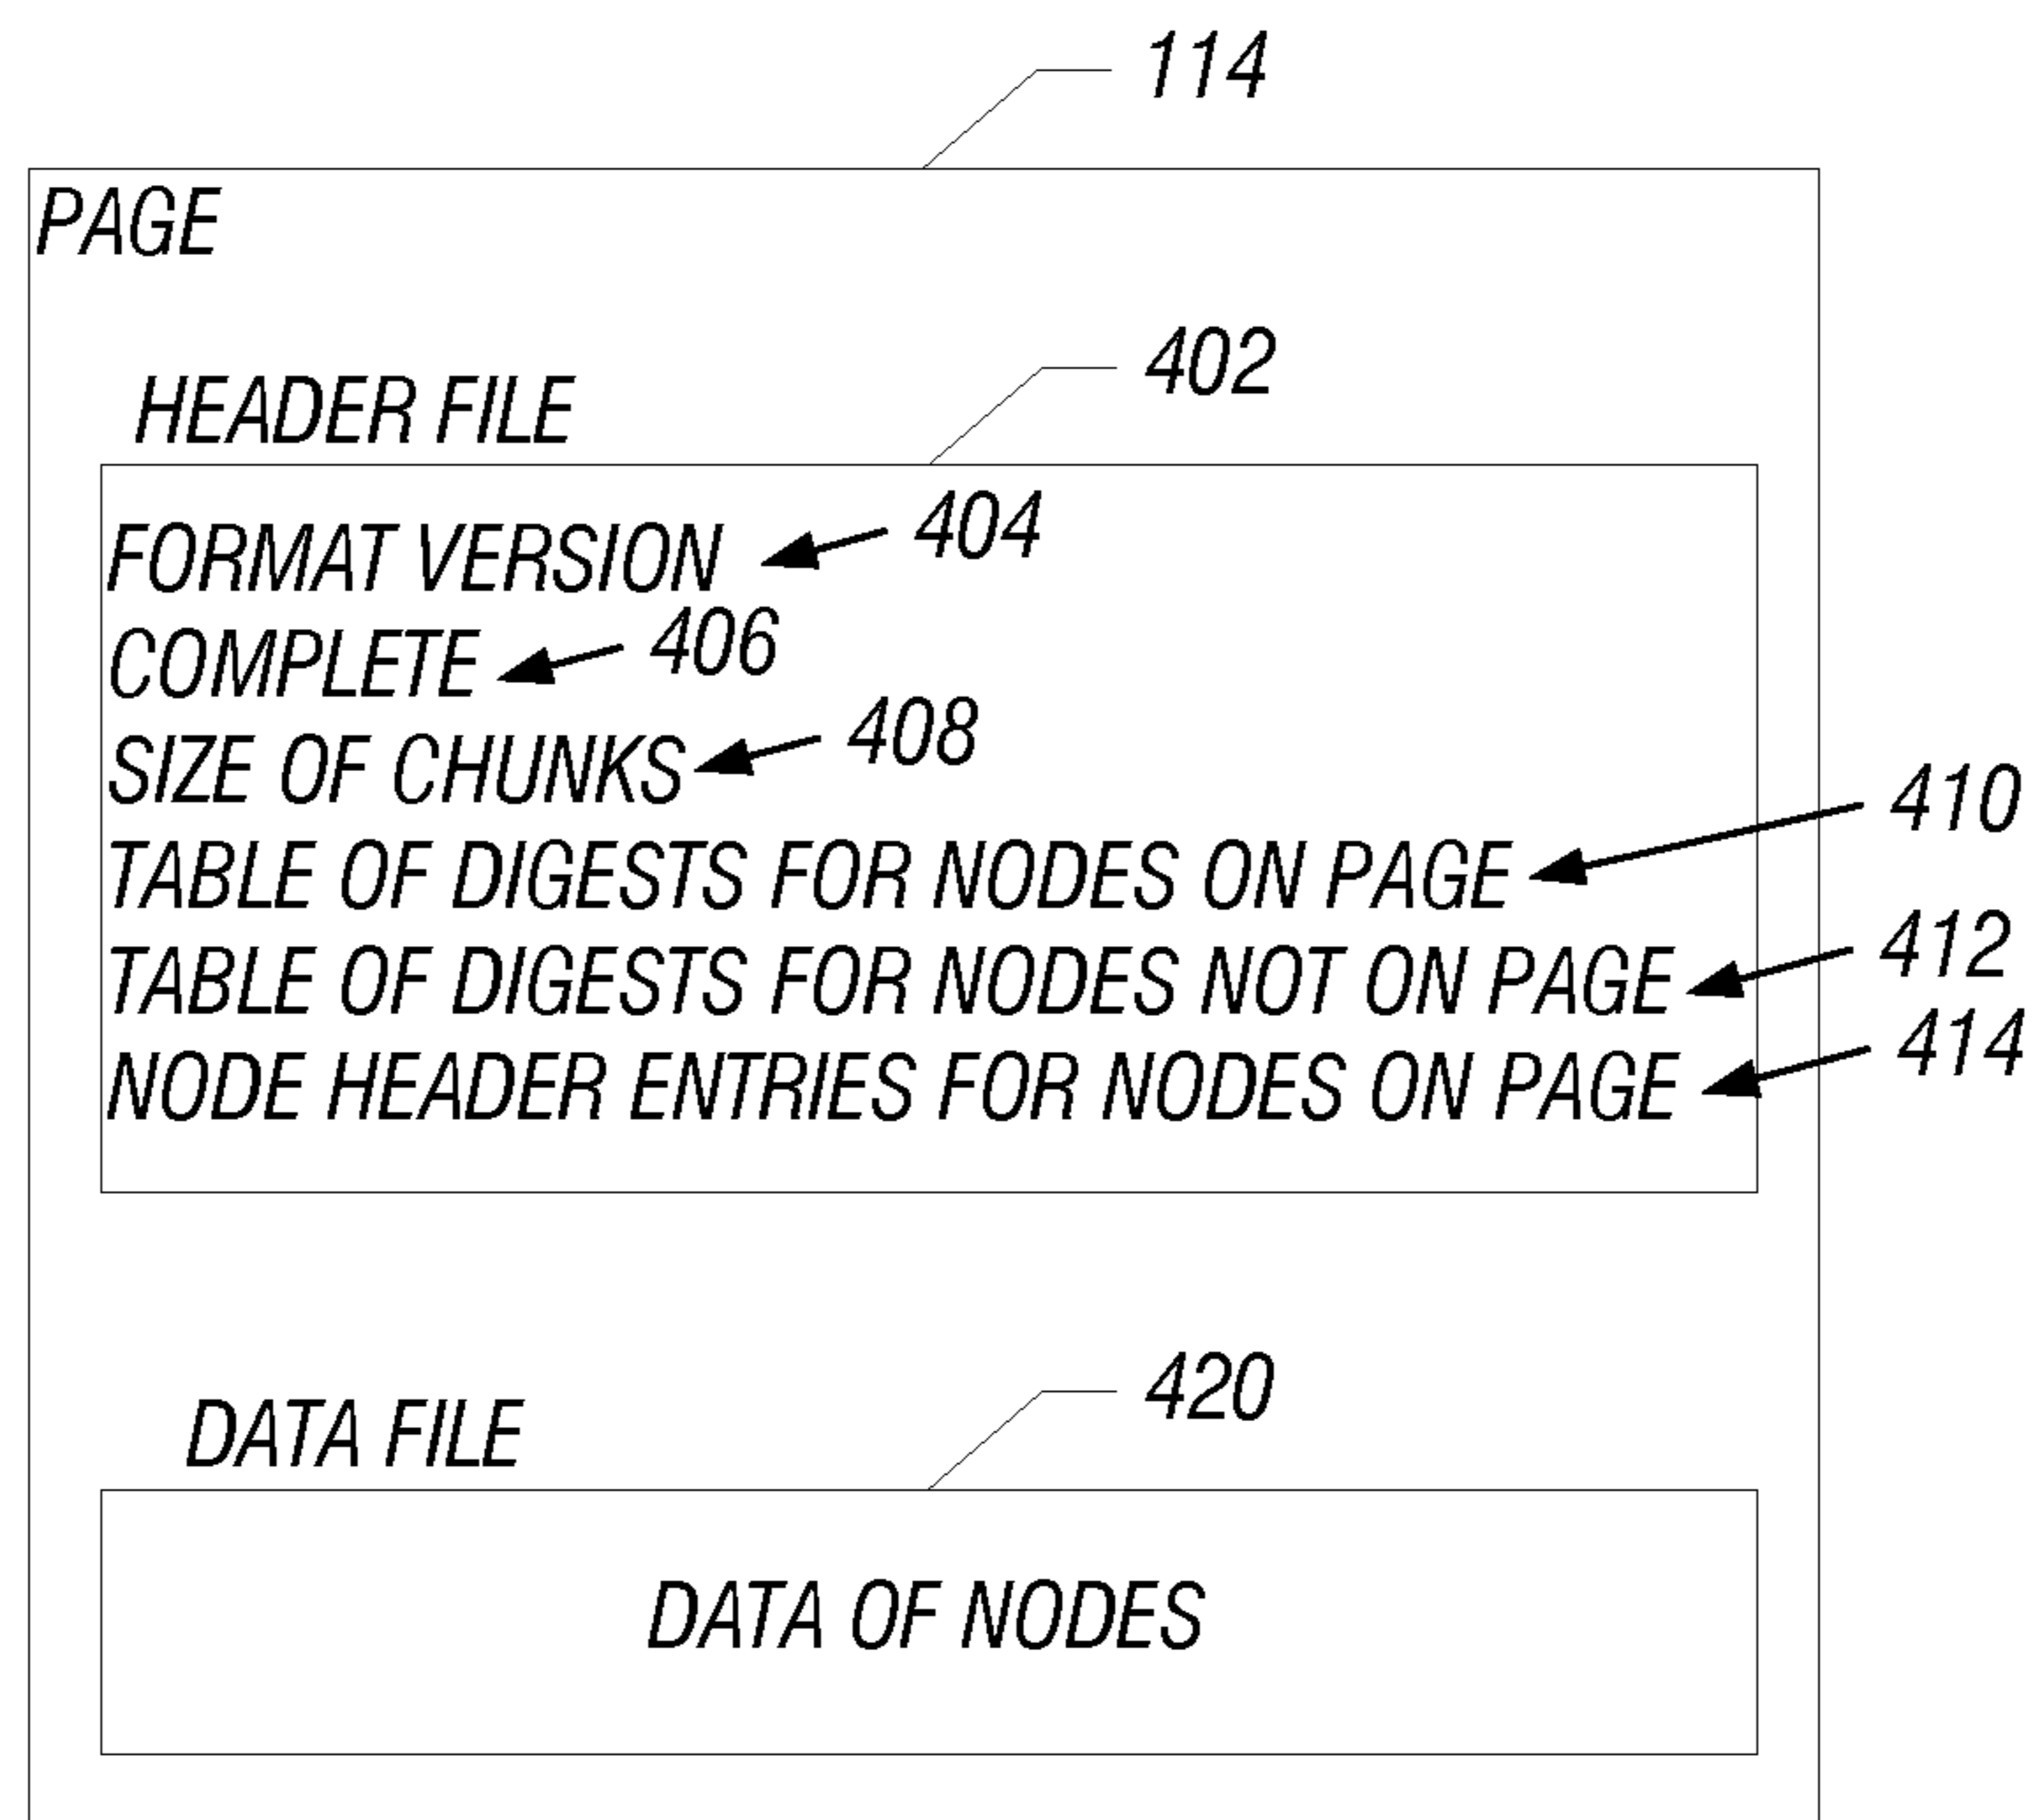 114
PAGE
402
HEADER FILE
FORMAT VERSION 404
COMPLETE 406
SIZE OF CHUNKS 408
TABLE OF DIGESTS FOR NODES ON PAGE 410
TABLE OF DIGESTS FOR NODES NOT ON PAGE 412
NODE HEADER ENTRIES FOR NODES ON PAGE 414
420
DATA FILE
DATA OF NODES